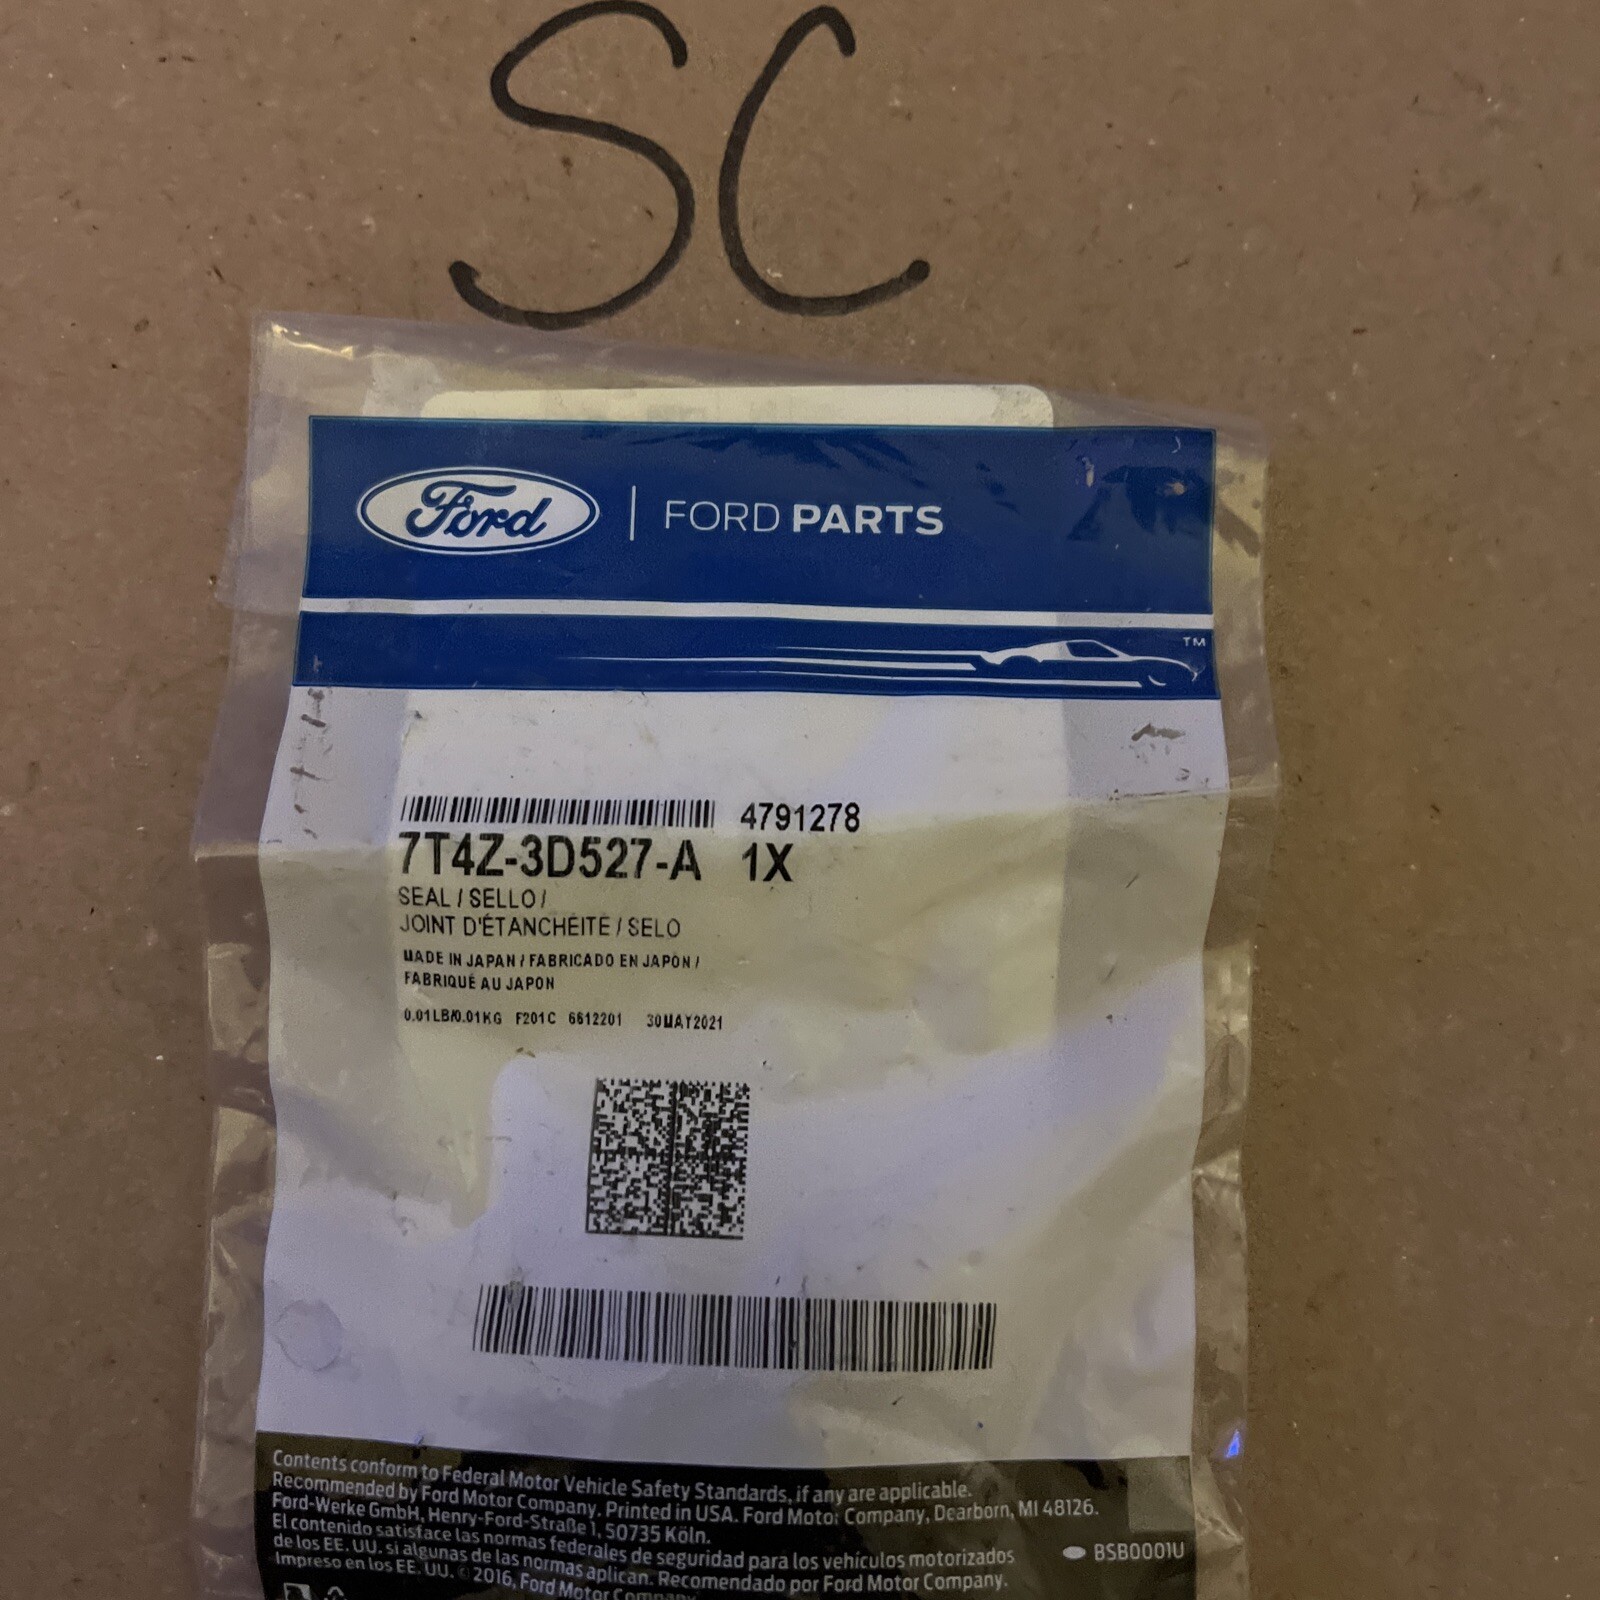 SC
Ford | FORD PARTS
TM
4791278
7T4Z-3D527-A 1X
SEAL / SELLO /
JOINT D'ÉTANCHÉITÉ / SELO
MADE IN JAPAN / FABRICADO EN JAPÓN /
FABRIQUÉ AU JAPON
0.01LB/0.01KG F201C 6612201 30MAY2021
Contents conform to Federal Motor Vehicle Safety Standards, if any are applicable.
Recommended by Ford Motor Company. Printed in USA. Ford Motor Company, Dearborn, MI 48126.
Ford-Werke GmbH, Henry-Ford-Straße 1, 50735 Köln.
El contenido satisface las normas federales de seguridad para los vehículos motorizados
de los EE. UU. si algunas de las normas aplican. Recomendado por Ford Motor Company.
BSB0001U
Impreso en los EE. UU. © 2016, Ford Motor Company